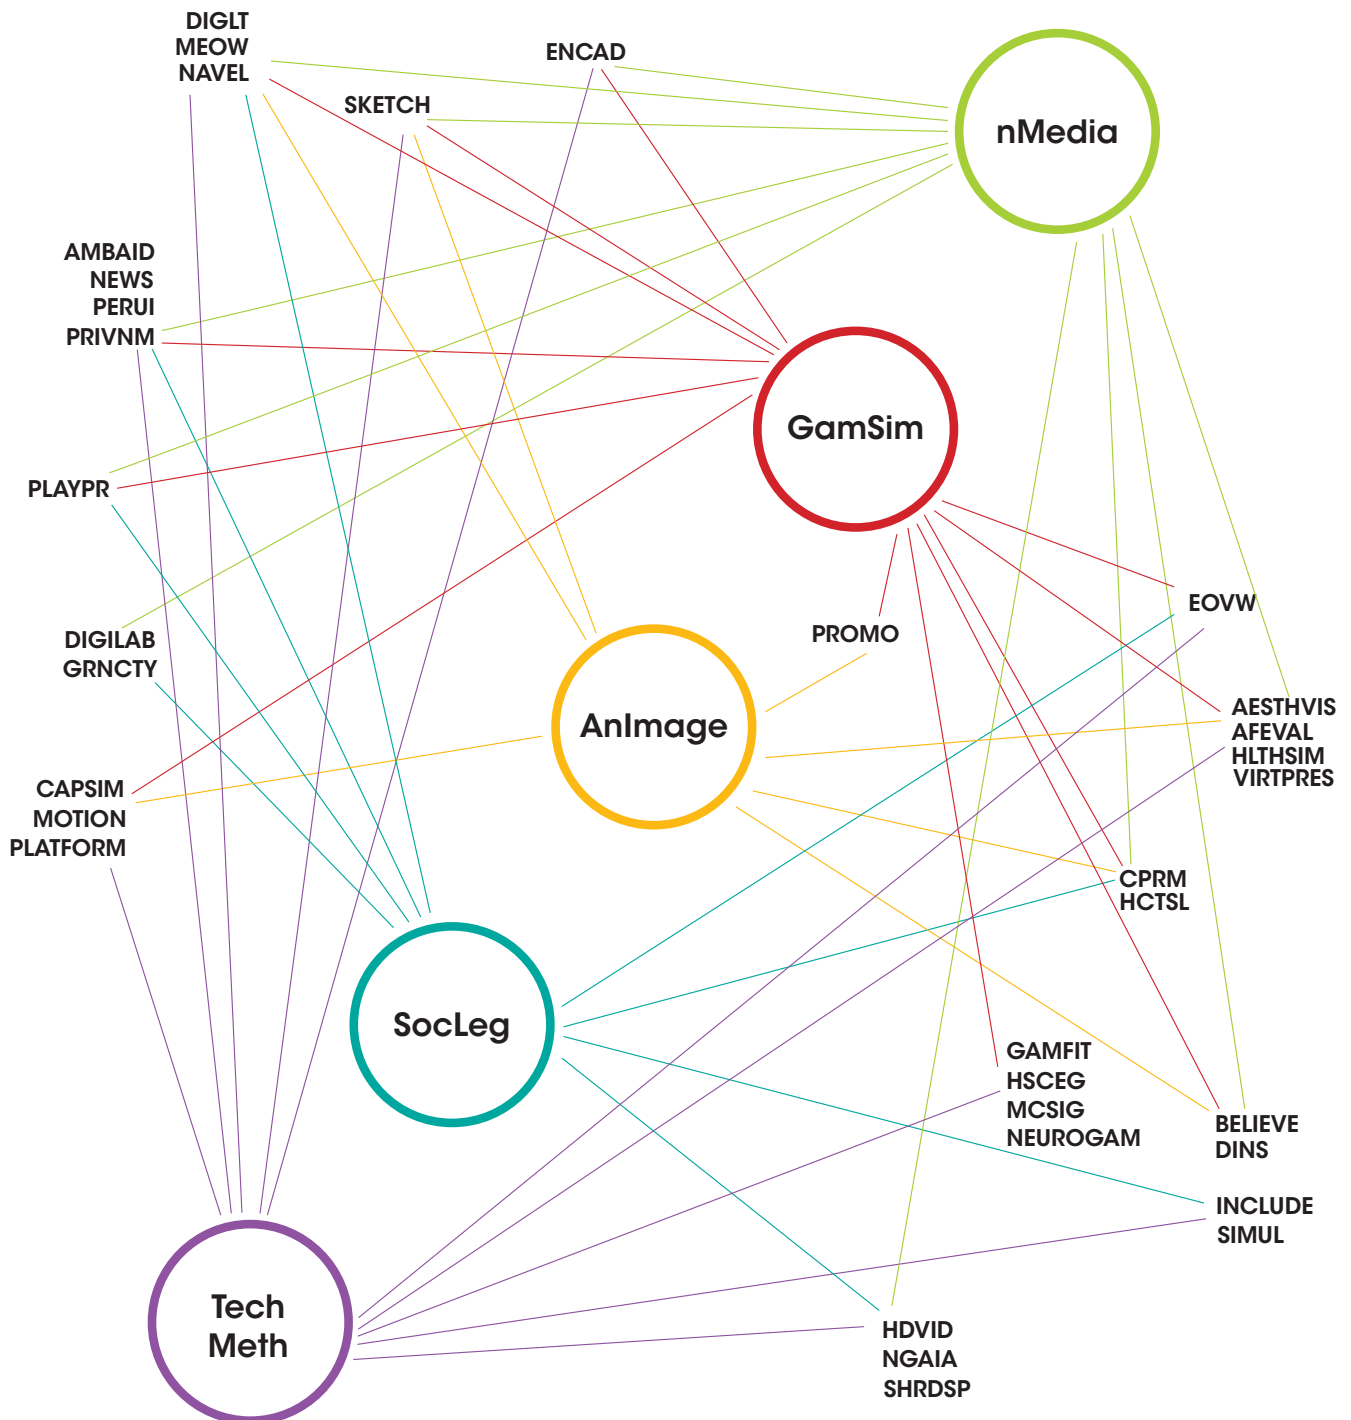 DIGLT
MEOW
NAVEL
ENCAD
SKETCH
nMedia
AMBAID
NEWS
PERUI
PRIVNM
GamSim
PLAYPR
EOVW
PROMO
DIGILAB
GRNCTY
AnImage
AESTHVIS
AFEVAL
HLTHSIM
VIRTPRES
CAPSIM
MOTION
PLATFORM
CPRM
HCTSL
SocLeg
GAMFIT
HSCEG
MCSIG
NEUROGAM
BELIEVE
DINS
INCLUDE
SIMUL
Tech
Meth
HDVID
NGAIA
SHRDSP